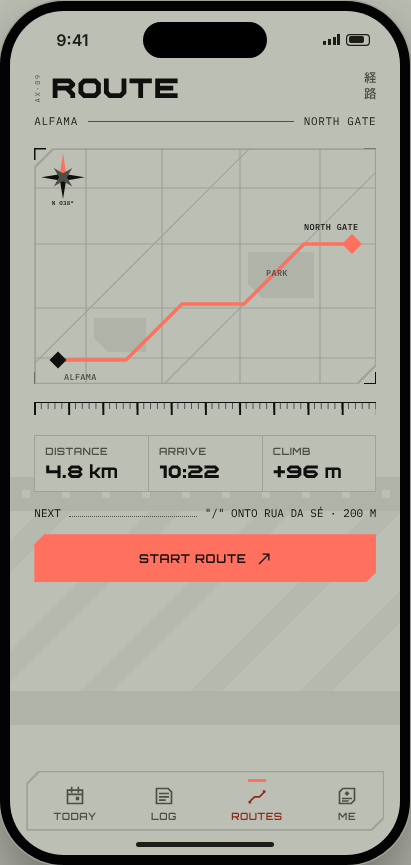 9:41
AX·09
ROUTE
経路
ALFAMA
NORTH GATE
N 038°
NORTH GATE
PARK
ALFAMA
DISTANCE
4.8 km
ARRIVE
10:22
CLIMB
+96 m
NEXT
"/" ONTO RUA DA SÉ · 200 M
START ROUTE
TODAY
LOG
ROUTES
ME